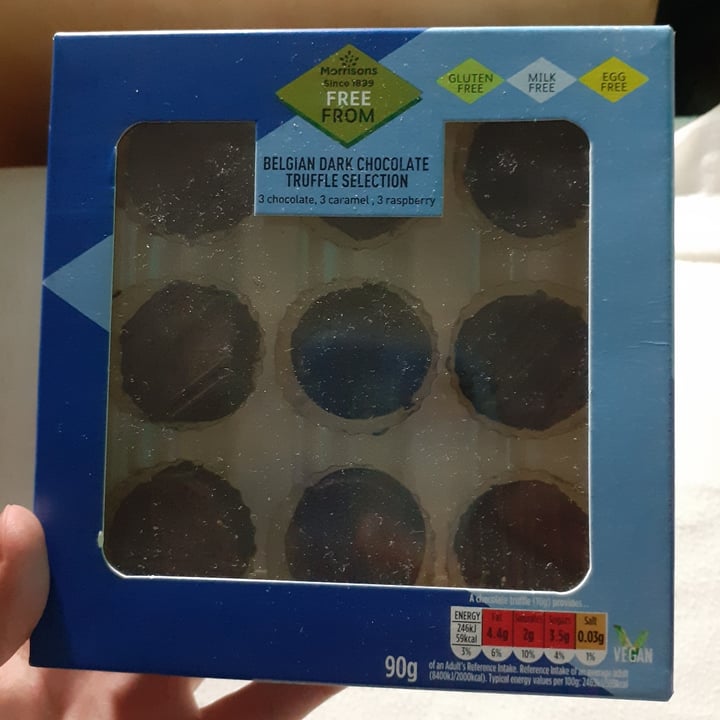 Morrisons
Since 1899
FREE
FROM
GLUTEN
FREE
MILK
FREE
EGG
FREE
BELGIAN DARK CHOCOLATE
TRUFFLE SELECTION
3 chocolate, 3 caramel , 3 raspberry
A chocolate truffle (10g) provides...
ENERGY
246kJ
59kcal
3%
Fat
4.4g
6%
Saturates
2g
10%
Sugars
3.5g
4%
Salt
0.03g
1%
VEGAN
90g
of an Adult's Reference Intake. Reference Intake of an average adult
(8400kJ/2000kcal). Typical energy values per 100g: